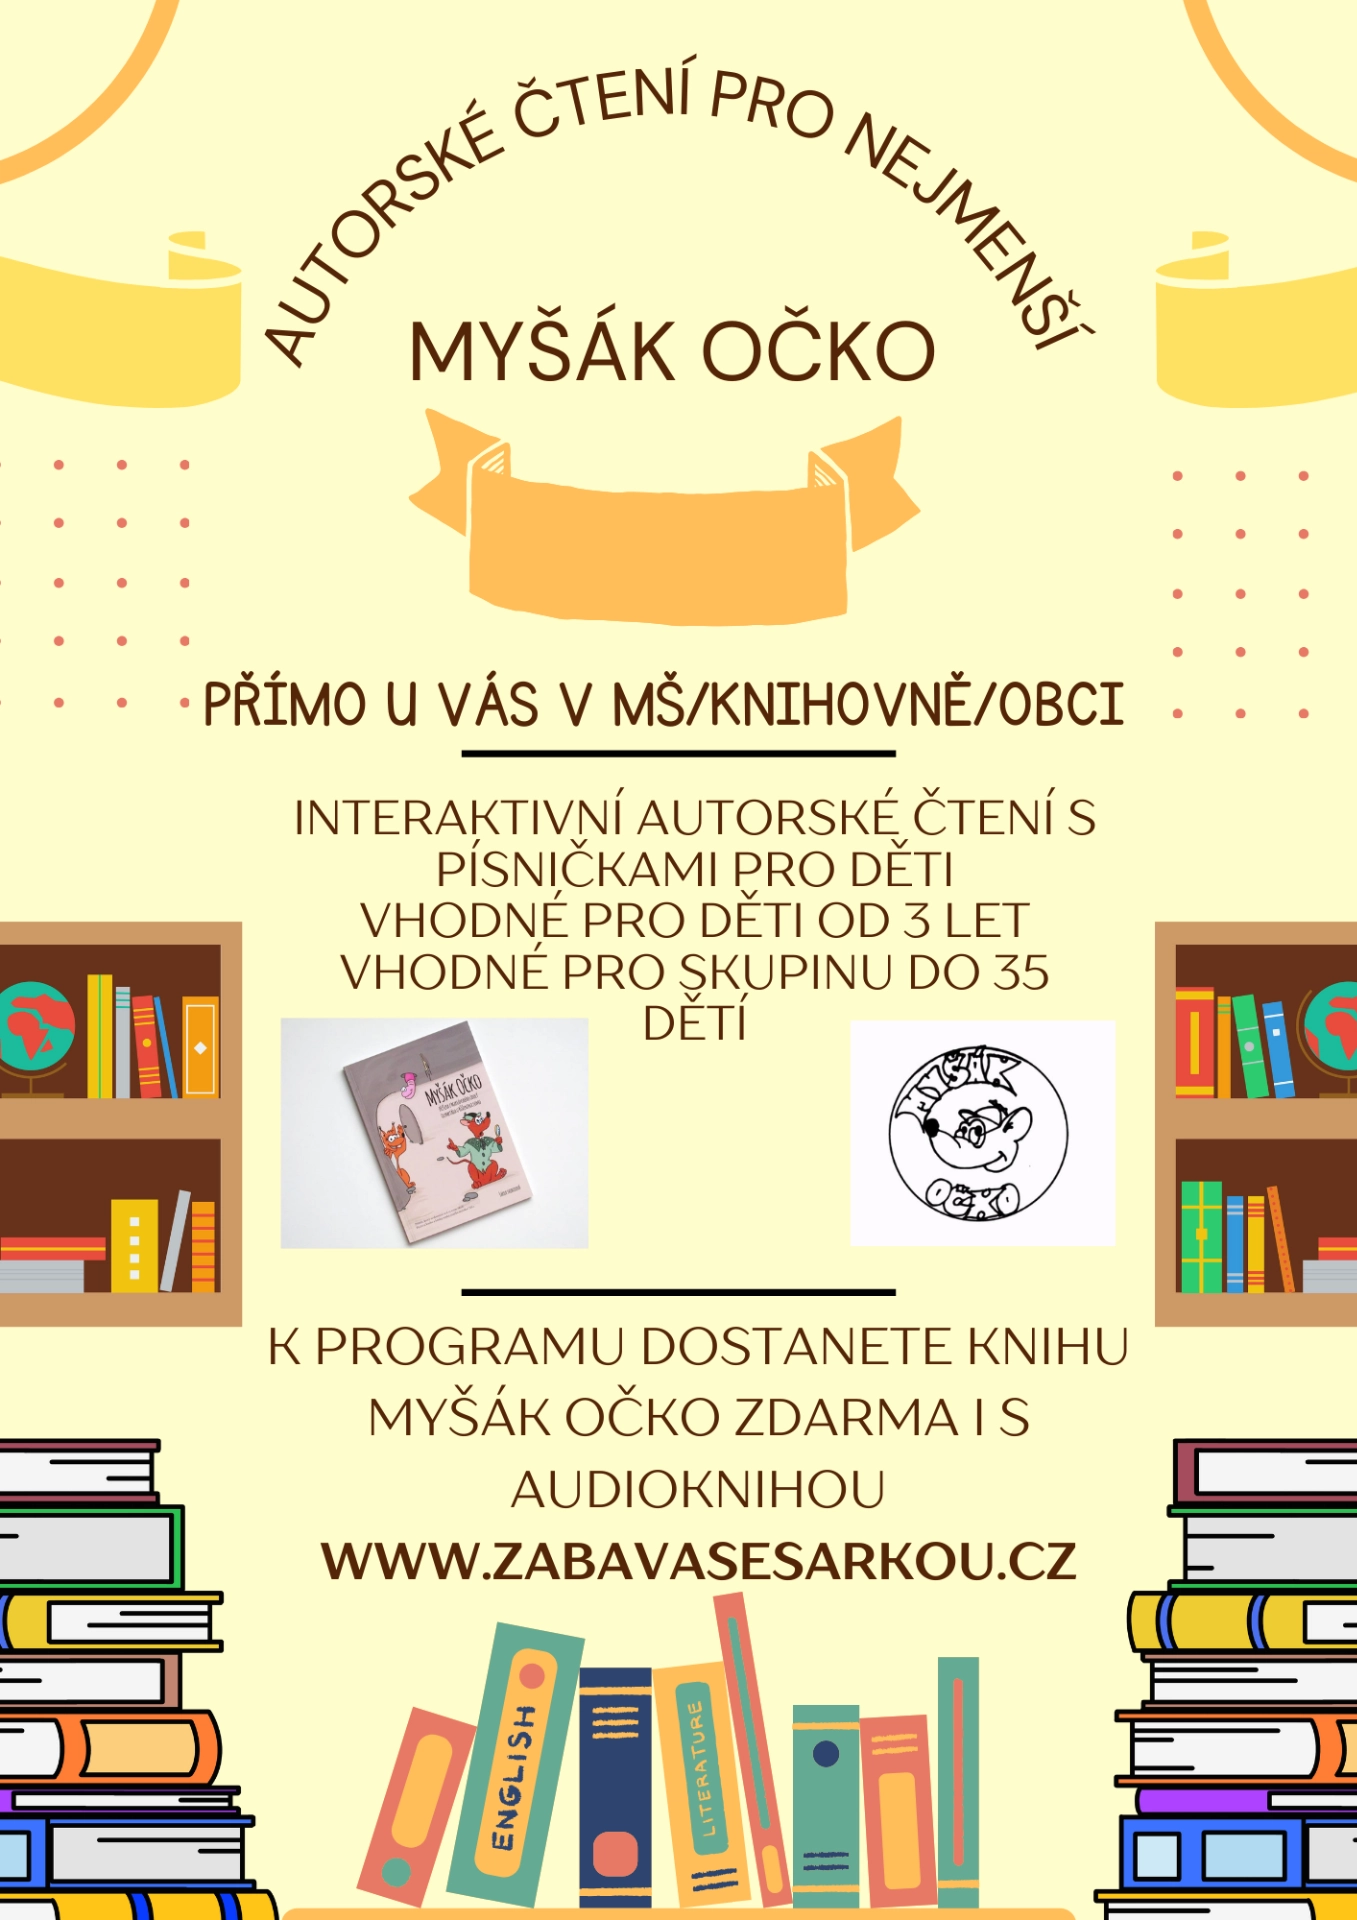 AUTORSKÉ ČTENÍ PRO NEJMENŠÍ
MYŠÁK OČKO
PŘÍMO U VÁS V MŠ/KNIHOVNĚ/OBCI
INTERAKTIVNÍ AUTORSKÉ ČTENÍ S
PÍSNIČKAMI PRO DĚTI
VHODNÉ PRO DĚTI OD 3 LET
VHODNÉ PRO SKUPINU DO 35
DĚTÍ
MYŠÁK OČKO
MYŠÁK
OČKO
K PROGRAMU DOSTANETE KNIHU
MYŠÁK OČKO ZDARMA I S
AUDIOKNIHOU
WWW.ZABAVASESARKOU.CZ
ENGLISH
LITERATURE